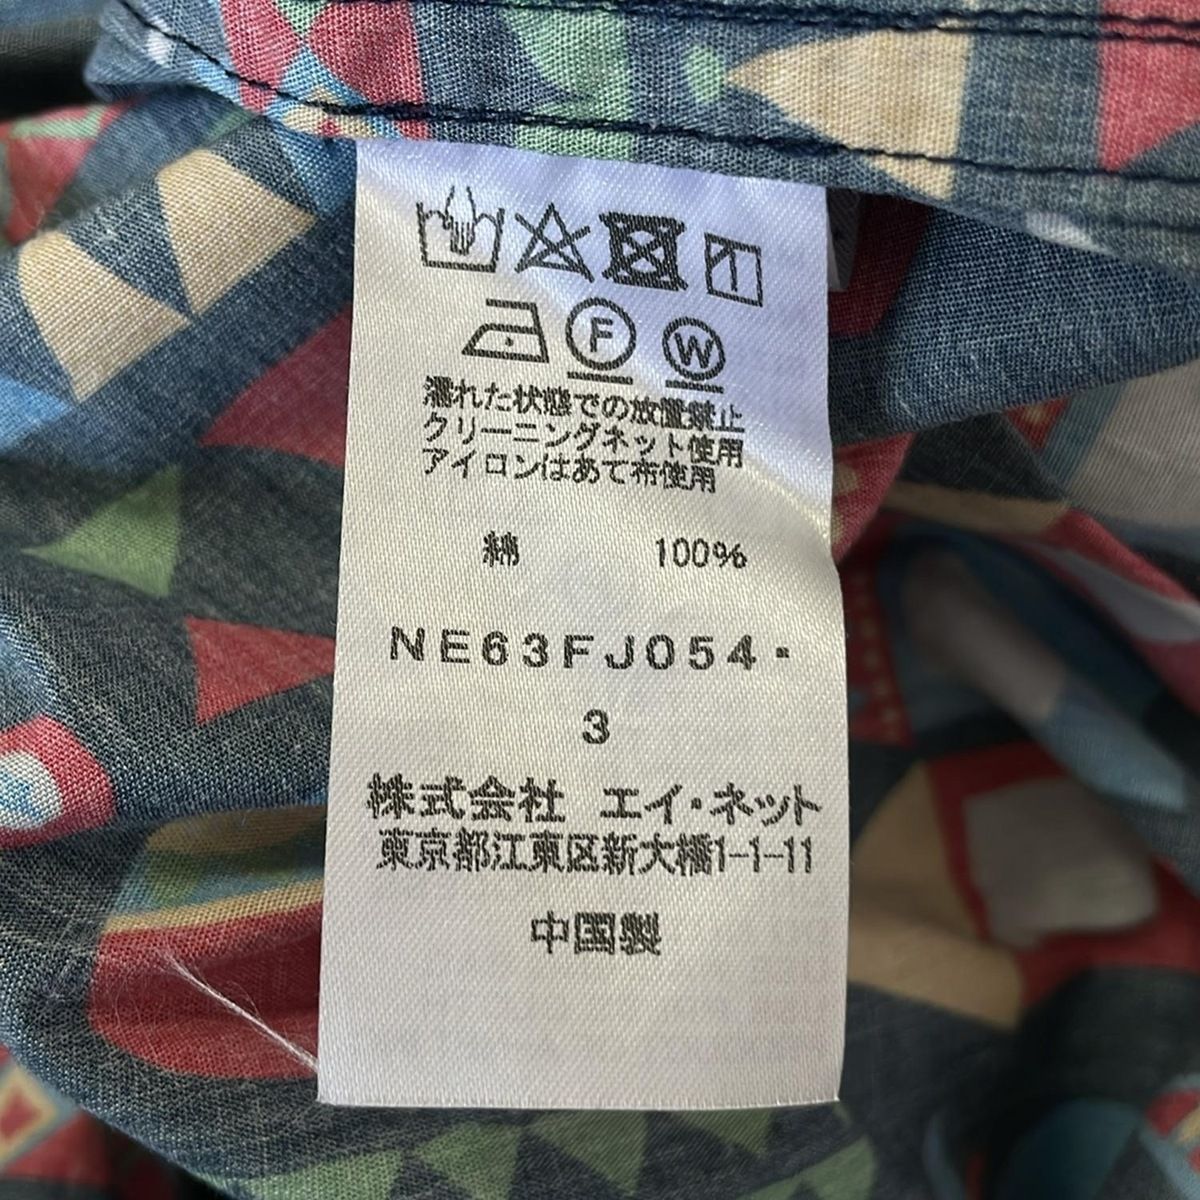 F W
濡れた状態での放置禁止
クリーニングネット使用
アイロンはあて布使用
綿 100%
NE63FJ054・
3
株式会社 エイ・ネット
東京都江東区新大橋1-1-11
中国製